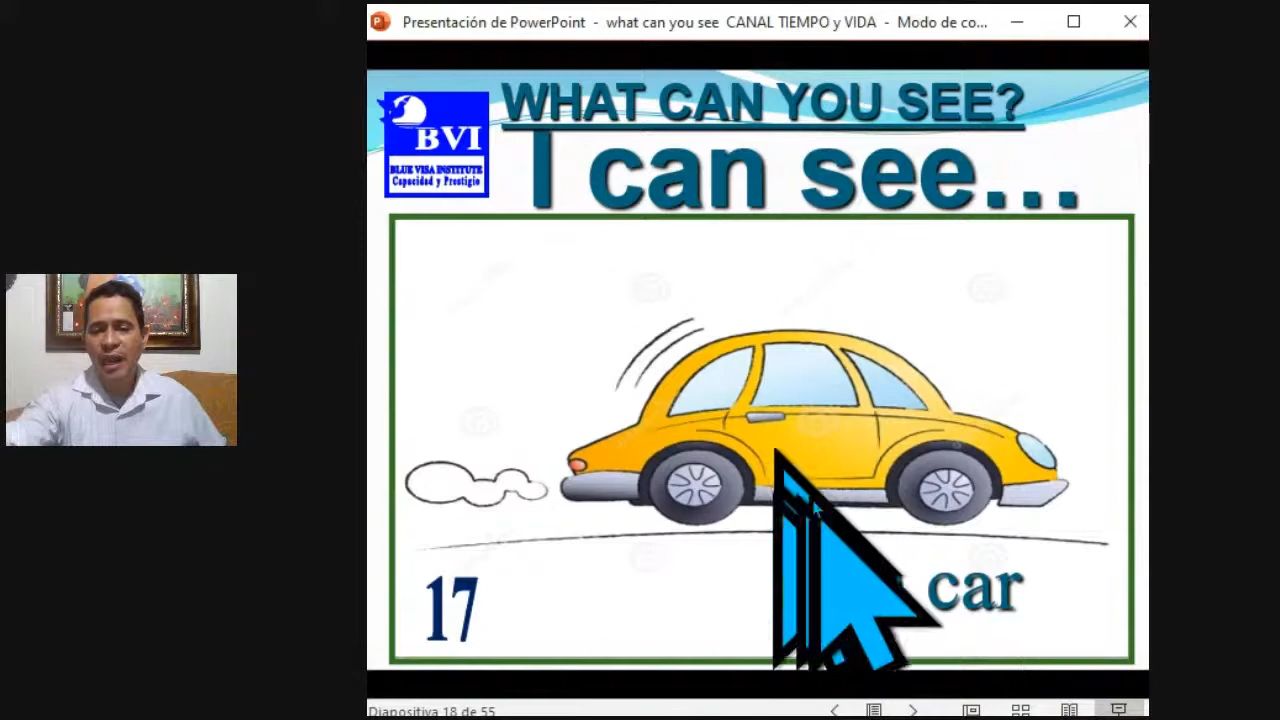 Presentación de PowerPoint - what can you see CANAL TIEMPO y VIDA - Modo de co...
WHAT CAN YOU SEE?
I can see...
BVI
BLUE VISA INSTITUTE
Capacidad y Prestigio
17
car
Diapositiva 18 de 55